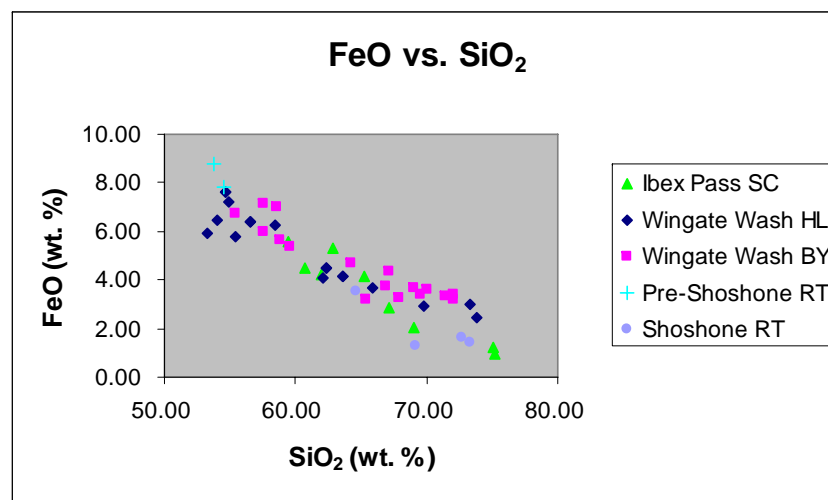 FeO vs. SiO₂
10.00
8.00
6.00
4.00
2.00
0.00
FeO (wt. %)
50.00 60.00 70.00 80.00
SiO₂ (wt. %)
Ibex Pass SC
Wingate Wash HL
Wingate Wash BY
Pre-Shoshone RT
Shoshone RT